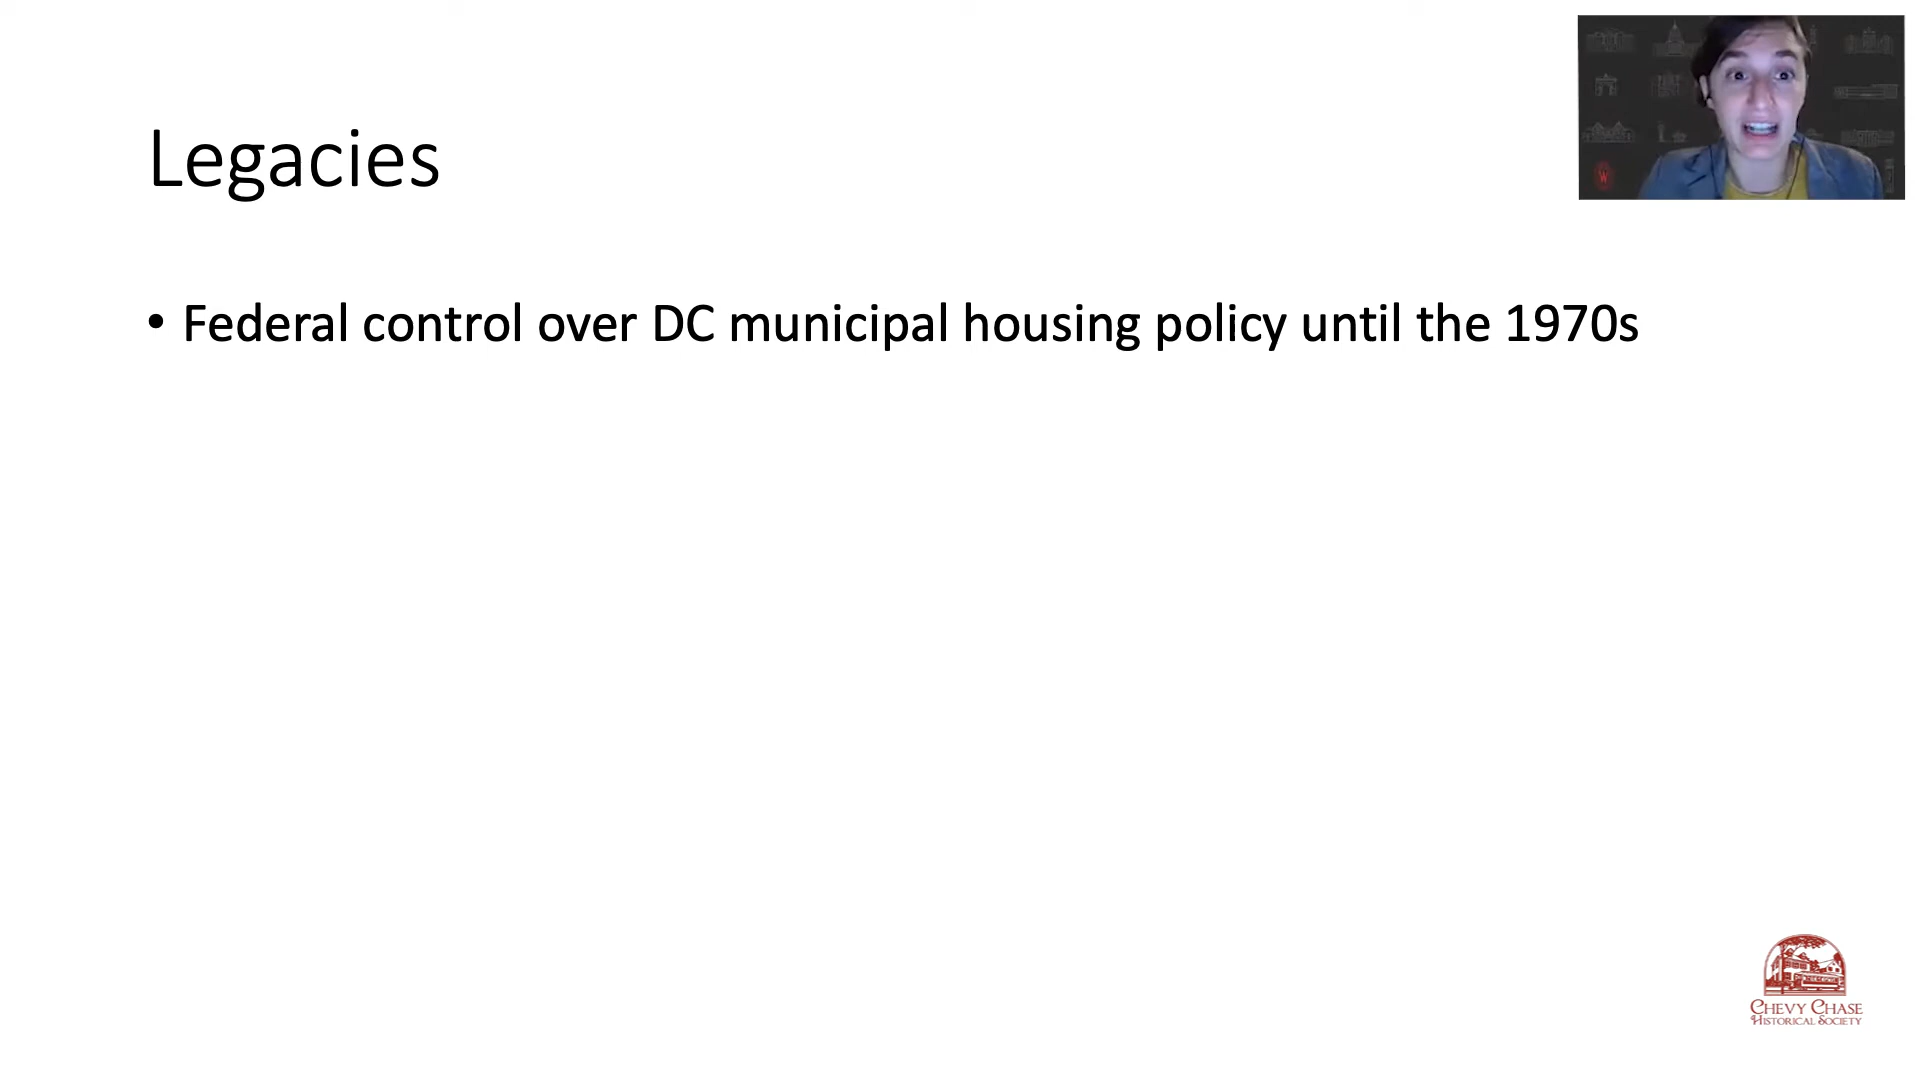 Legacies
• Federal control over DC municipal housing policy until the 1970s
W
CHEVY CHASE
HISTORICAL SOCIETY